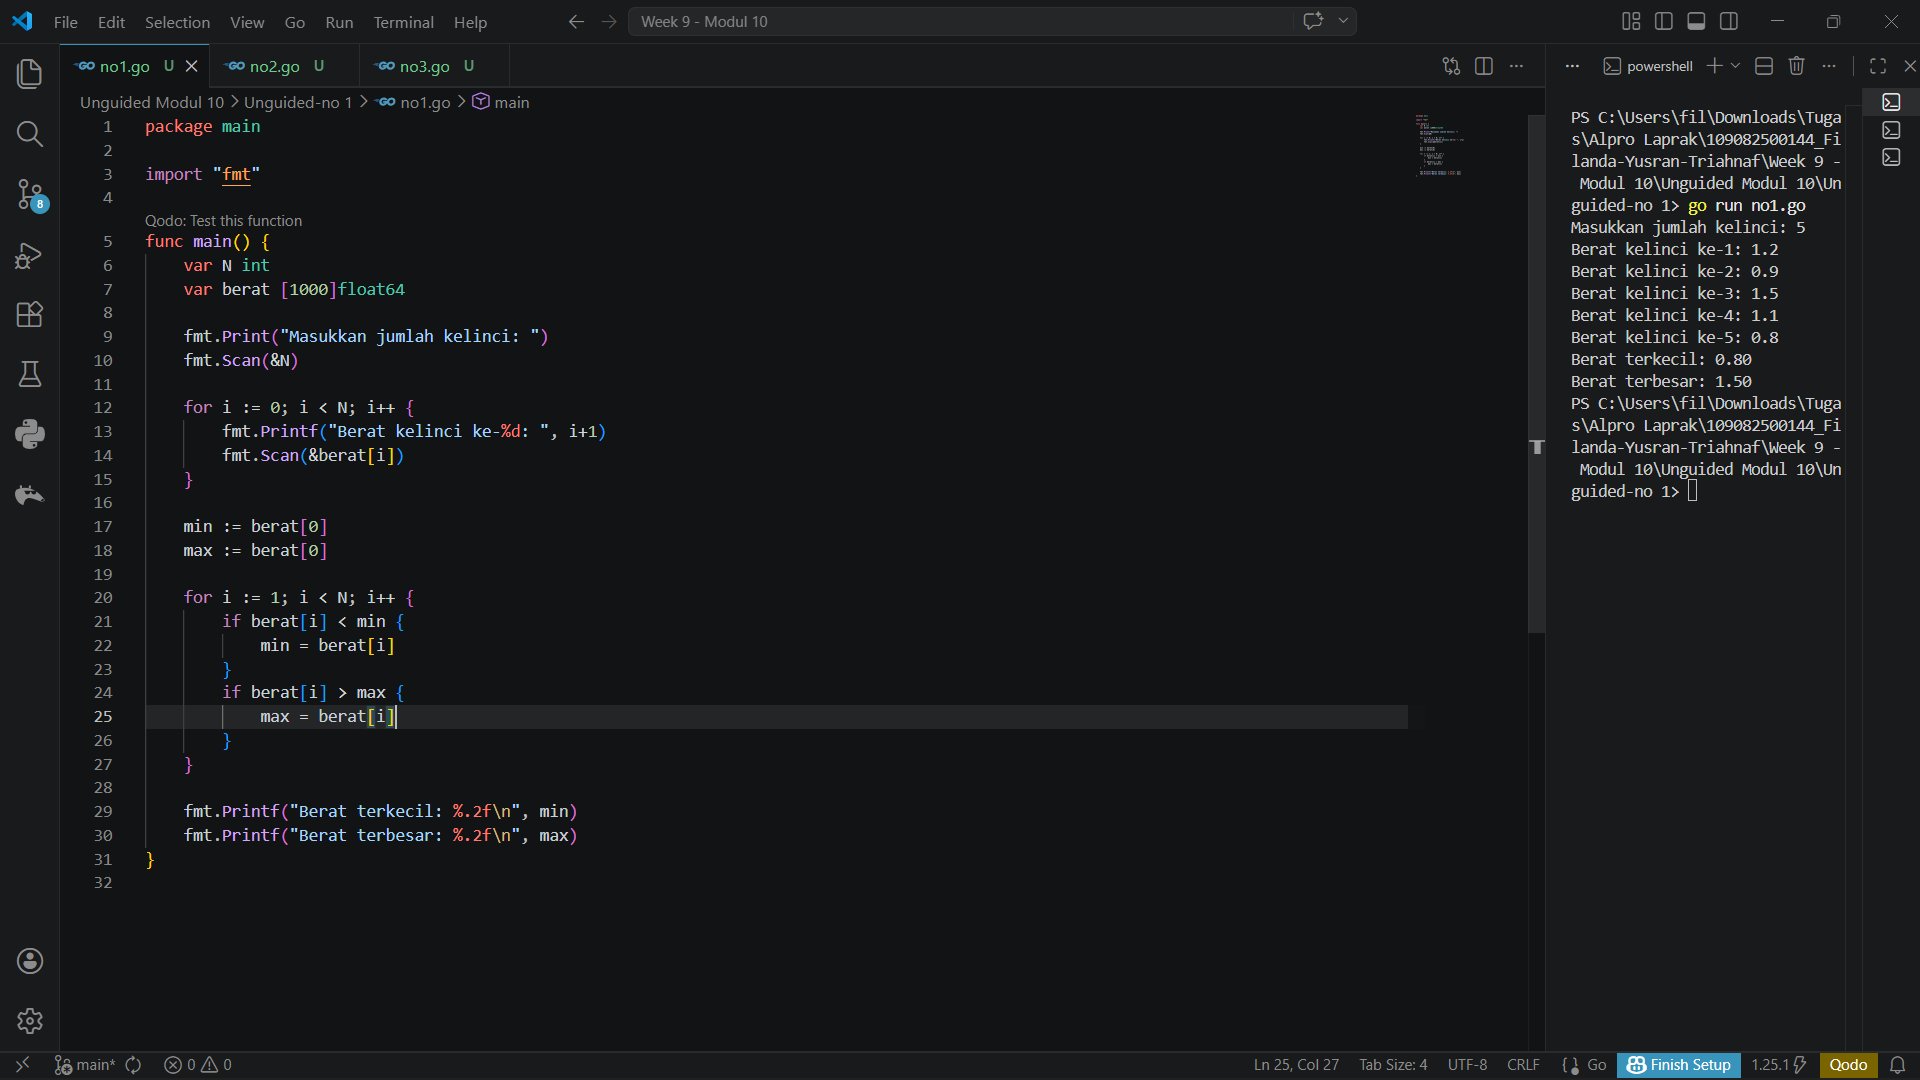 File Edit Selection View Go Run Terminal Help
Week 9 - Modul 10
GO no1.go U
GO no2.go U
GO no3.go U
Unguided Modul 10 > Unguided-no 1 > GO no1.go > main
1 package main
2
3 import "fmt"
4
Qodo: Test this function
5 func main() {
6 var N int
7 var berat [1000]float64
8
9 fmt.Print("Masukkan jumlah kelinci: ")
10 fmt.Scan(&N)
11
12 for i := 0; i < N; i++ {
13 fmt.Printf("Berat kelinci ke-%d: ", i+1)
14 fmt.Scan(&berat[i])
15 }
16
17 min := berat[0]
18 max := berat[0]
19
20 for i := 1; i < N; i++ {
21 if berat[i] < min {
22 min = berat[i]
23 }
24 if berat[i] > max {
25 max = berat[i]
26 }
27 }
28
29 fmt.Printf("Berat terkecil: %.2f\n", min)
30 fmt.Printf("Berat terbesar: %.2f\n", max)
31 }
32
powershell
PS C:\Users\fil\Downloads\Tuga
s\Alpro Laprak\109082500144_Fi
landa-Yusran-Triahnaf\Week 9 -
Modul 10\Unguided Modul 10\Un
guided-no 1> go run no1.go
Masukkan jumlah kelinci: 5
Berat kelinci ke-1: 1.2
Berat kelinci ke-2: 0.9
Berat kelinci ke-3: 1.5
Berat kelinci ke-4: 1.1
Berat kelinci ke-5: 0.8
Berat terkecil: 0.80
Berat terbesar: 1.50
PS C:\Users\fil\Downloads\Tuga
s\Alpro Laprak\109082500144_Fi
landa-Yusran-Triahnaf\Week 9 -
Modul 10\Unguided Modul 10\Un
guided-no 1>
8
main* 0 0
Ln 25, Col 27 Tab Size: 4 UTF-8 CRLF {} Go Finish Setup 1.25.1 Qodo